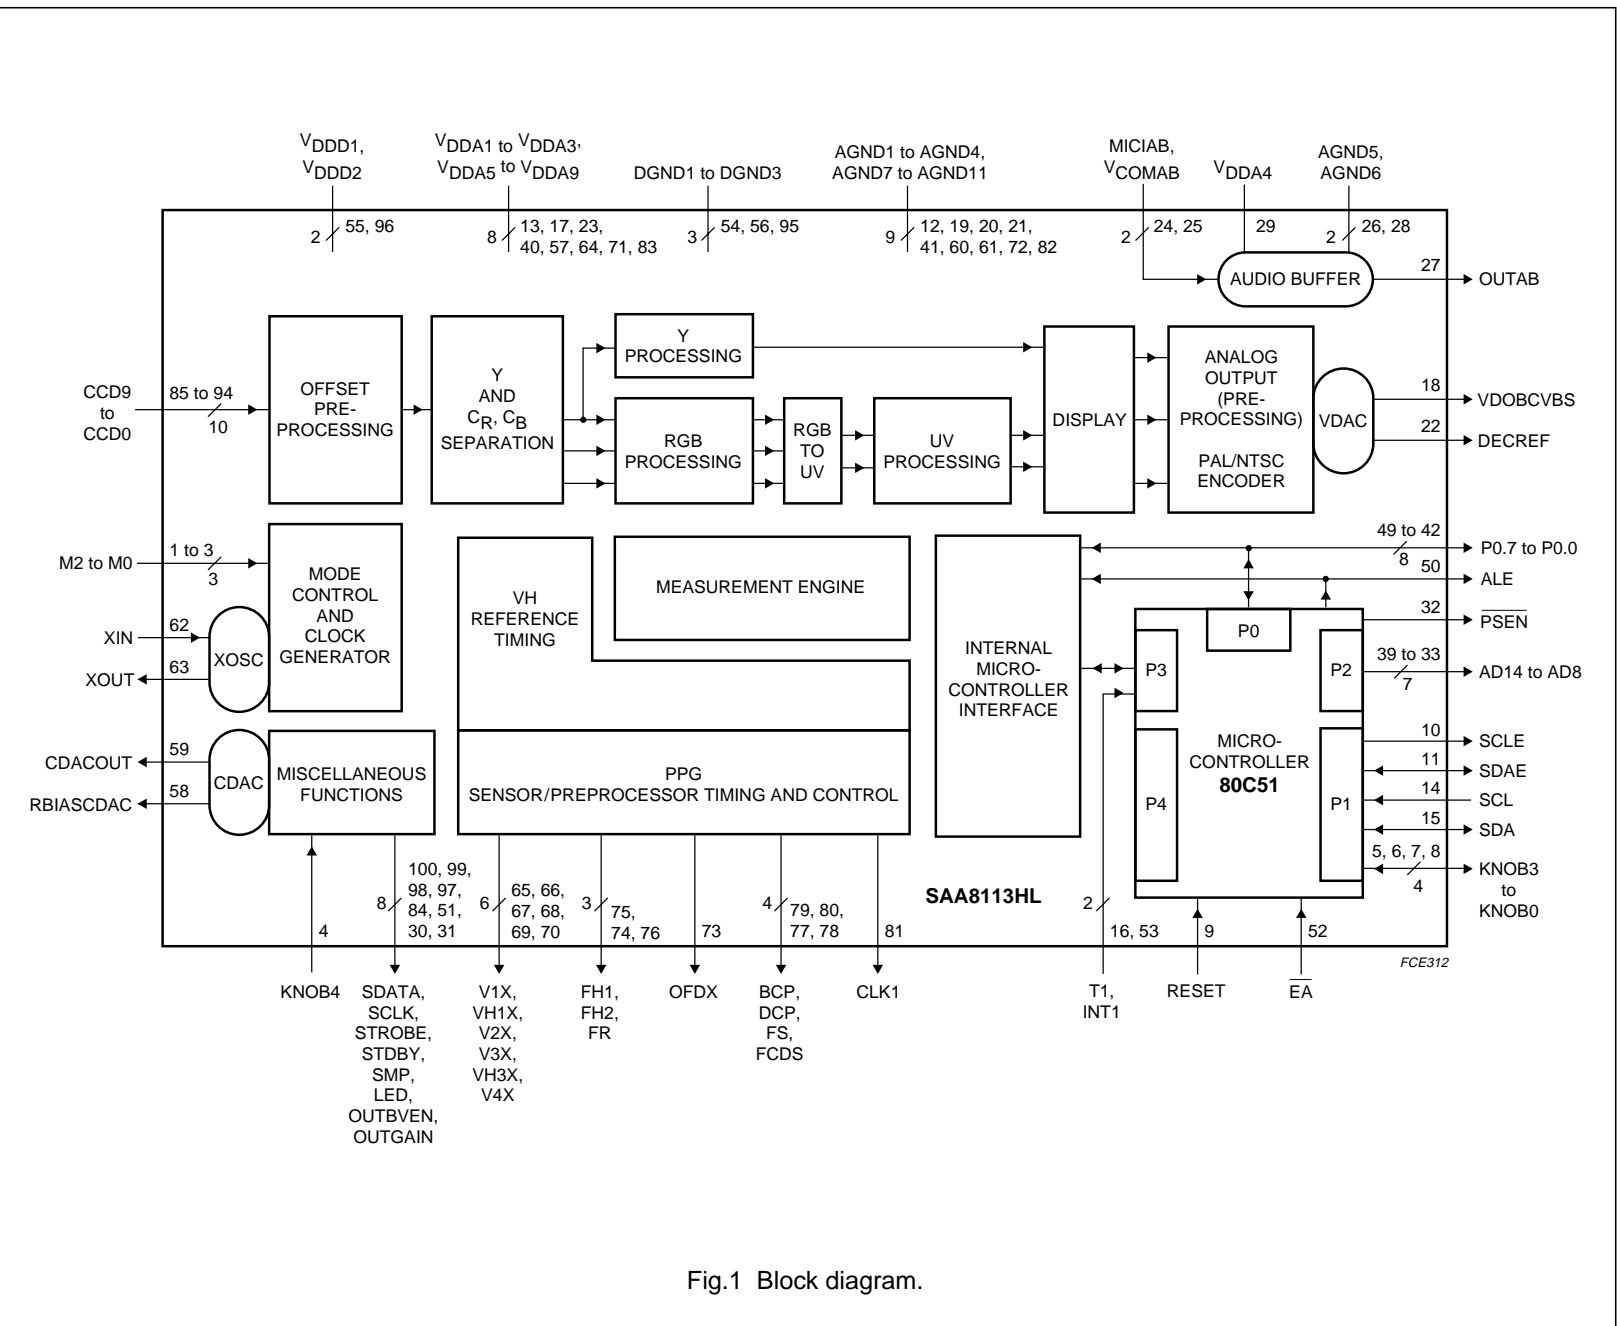 VDDD1,
VDDD2
VDDA1 to VDDA3,
VDDA5 to VDDA9
DGND1 to DGND3
AGND1 to AGND4,
AGND7 to AGND11
MICIAB,
VCOMAB
VDDA4
AGND5,
AGND6
2
55, 96
8
13, 17, 23,
40, 57, 64, 71, 83
3
54, 56, 95
9
12, 19, 20, 21,
41, 60, 61, 72, 82
2
24, 25
29
2
26, 28
AUDIO BUFFER
27
OUTAB
CCD9
to
CCD0
85 to 94
10
OFFSET
PRE-
PROCESSING
Y
AND
CR, CB
SEPARATION
Y
PROCESSING
RGB
PROCESSING
RGB
TO
UV
UV
PROCESSING
DISPLAY
ANALOG
OUTPUT
(PRE-
PROCESSING)
PAL/NTSC
ENCODER
VDAC
18
VDOBCVBS
22
DECREF
M2 to M0
1 to 3
3
MODE
CONTROL
AND
CLOCK
GENERATOR
XIN
62
XOSC
XOUT
63
VH
REFERENCE
TIMING
MEASUREMENT ENGINE
INTERNAL
MICRO-
CONTROLLER
INTERFACE
49 to 42
8
P0.7 to P0.0
50
ALE
32
PSEN
39 to 33
7
AD14 to AD8
P0
P3
P2
MICRO-
CONTROLLER
80C51
P4
P1
10
SCLE
11
SDAE
14
SCL
15
SDA
5, 6, 7, 8
4
KNOB3
to
KNOB0
CDACOUT
59
CDAC
RBIASCDAC
58
MISCELLANEOUS
FUNCTIONS
PPG
SENSOR/PREPROCESSOR TIMING AND CONTROL
SAA8113HL
4
8
100, 99,
98, 97,
84, 51,
30, 31
6
65, 66,
67, 68,
69, 70
3
75,
74, 76
73
4
79, 80,
77, 78
81
2
16, 53
9
52
FCE312
KNOB4
SDATA,
SCLK,
STROBE,
STDBY,
SMP,
LED,
OUTBVEN,
OUTGAIN
V1X,
VH1X,
V2X,
V3X,
VH3X,
V4X
FH1,
FH2,
FR
OFDX
BCP,
DCP,
FS,
FCDS
CLK1
T1,
INT1
RESET
EA
Fig.1 Block diagram.